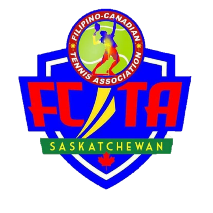 FILIPINO-CANADIAN
TENNIS ASSOCIATION
FCTA
SASKATCHEWAN